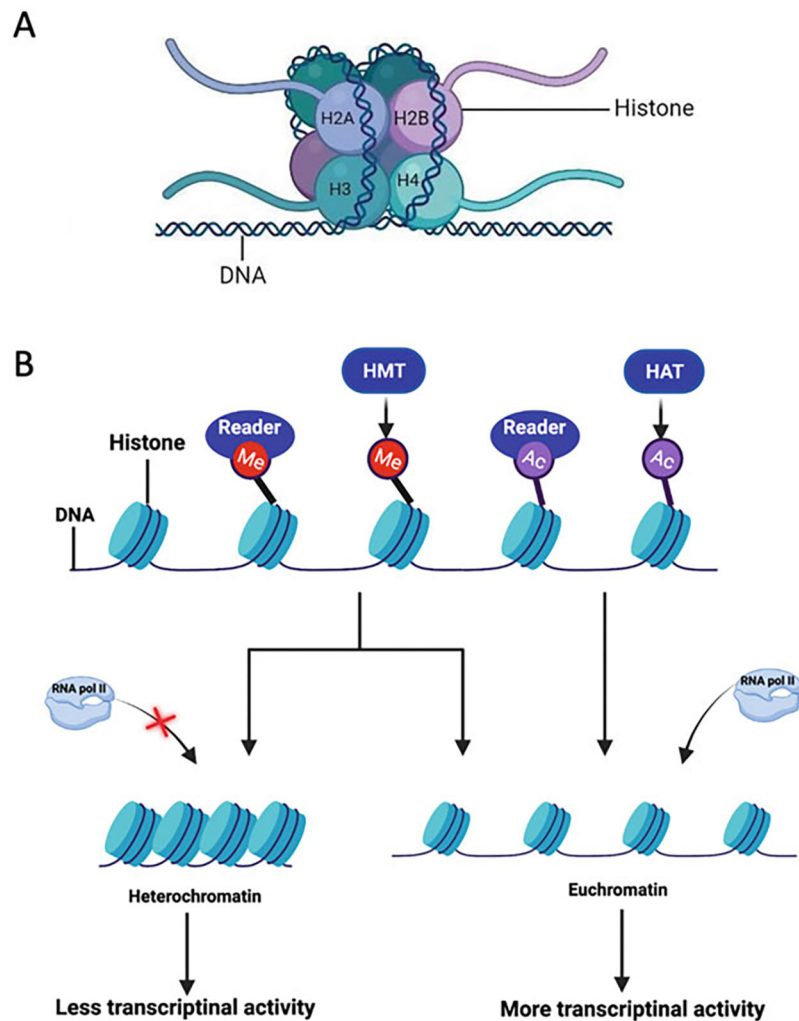 A
H2A
H2B
Histone
H3
H4
DNA
B
HMT
HAT
Reader
Reader
Histone
Me
Me
Ac
Ac
DNA
RNA pol II
RNA pol II
Heterochromatin
Euchromatin
Less transcriptinal activity
More transcriptinal activity